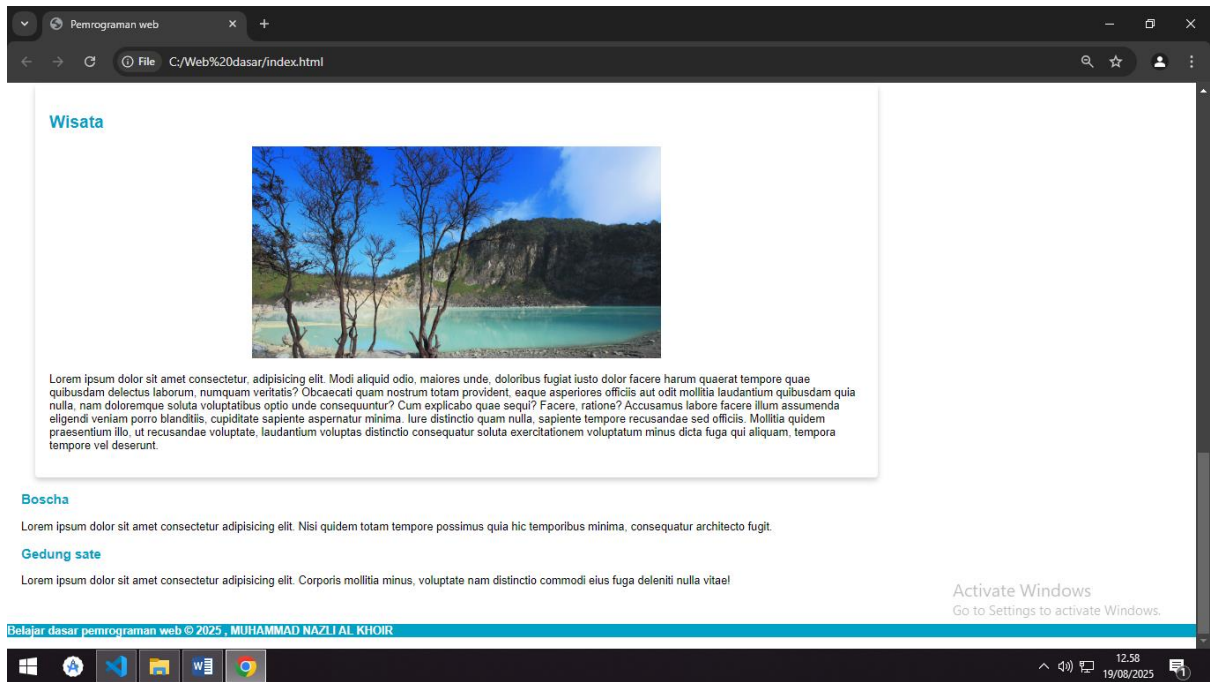 Pemrograman web
File C:/Web%20dasar/index.html
Wisata
Lorem ipsum dolor sit amet consectetur, adipisicing elit. Modi aliquid odio, maiores unde, doloribus fugiat iusto dolor facere harum quaerat tempore quae
quibusdam delectus laborum, numquam veritatis? Obcaecati quam nostrum totam provident, eaque asperiores officiis aut odit mollitia laudantium quibusdam quia
nulla, nam doloremque soluta voluptatibus optio unde consequuntur? Cum explicabo quae sequi? Facere, ratione? Accusamus labore facere illum assumenda
eligendi veniam porro blanditiis, cupiditate sapiente aspernatur minima. Iure distinctio quam nulla, sapiente tempore recusandae sed officiis. Mollitia quidem
praesentium illo, ut recusandae voluptate, laudantium voluptas distinctio consequatur soluta exercitationem voluptatum minus dicta fuga qui aliquam, tempora
tempore vel deserunt.
Boscha
Lorem ipsum dolor sit amet consectetur adipisicing elit. Nisi quidem totam tempore possimus quia hic temporibus minima, consequatur architecto fugit.
Gedung sate
Lorem ipsum dolor sit amet consectetur adipisicing elit. Corporis mollitia minus, voluptate nam distinctio commodi eius fuga deleniti nulla vitae!
Activate Windows
Go to Settings to activate Windows.
Belajar dasar pemrograman web © 2025 , MUHAMMAD NAZLI AL KHOIR
12.58
19/08/2025